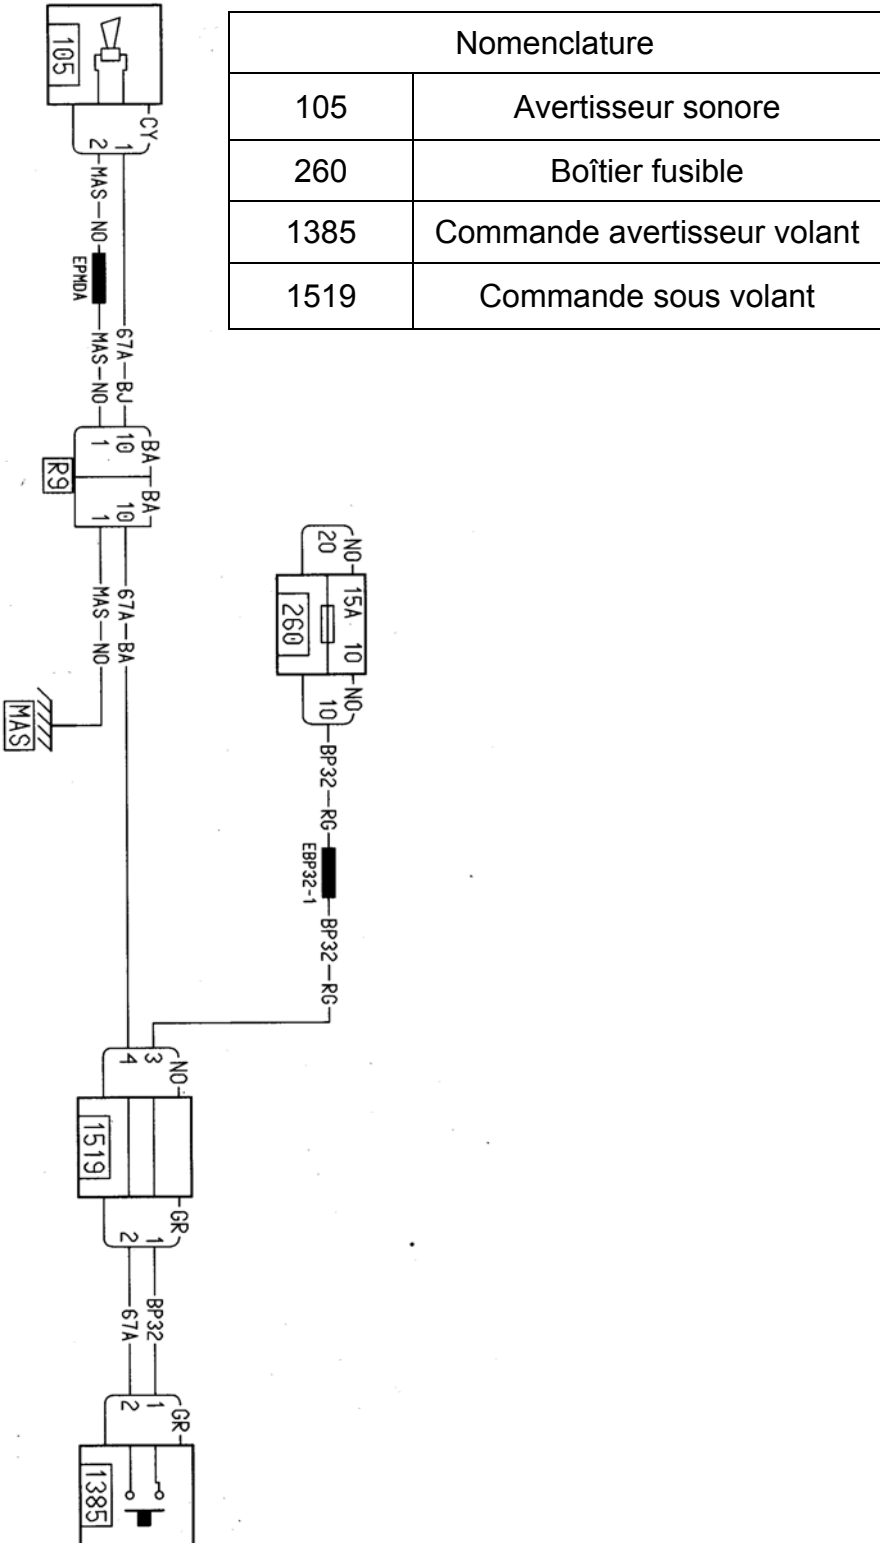 Nomenclature
105 Avertisseur sonore
260 Boîtier fusible
1385 Commande avertisseur volant
1519 Commande sous volant
105
CY
1
2
MAS NO
EPMDA
MAS NO
67A BJ
BA
10
1
R9
BA
10
1
MAS NO
67A BA
MAS
NO
20
15A 10
260
NO
10
BP32 RG
EBP32-1
BP32 RG
NO
3
4
1519
GR
1
2
BP32
67A
GR
1
2
1385